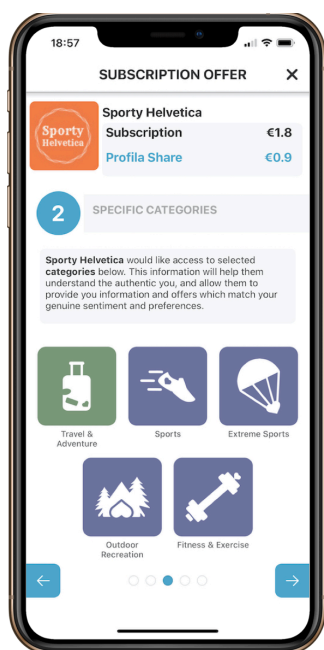 18:57
SUBSCRIPTION OFFER
Sporty
Helvetica
Sporty Helvetica
Subscription €1.8
Profila Share €0.9
2 SPECIFIC CATEGORIES
Sporty Helvetica would like access to selected
categories below. This information will help them
understand the authentic you, and allow them to
provide you information and offers which match your
genuine sentiment and preferences.
Travel &
Adventure
Sports
Extreme Sports
Outdoor
Recreation
Fitness & Exercise